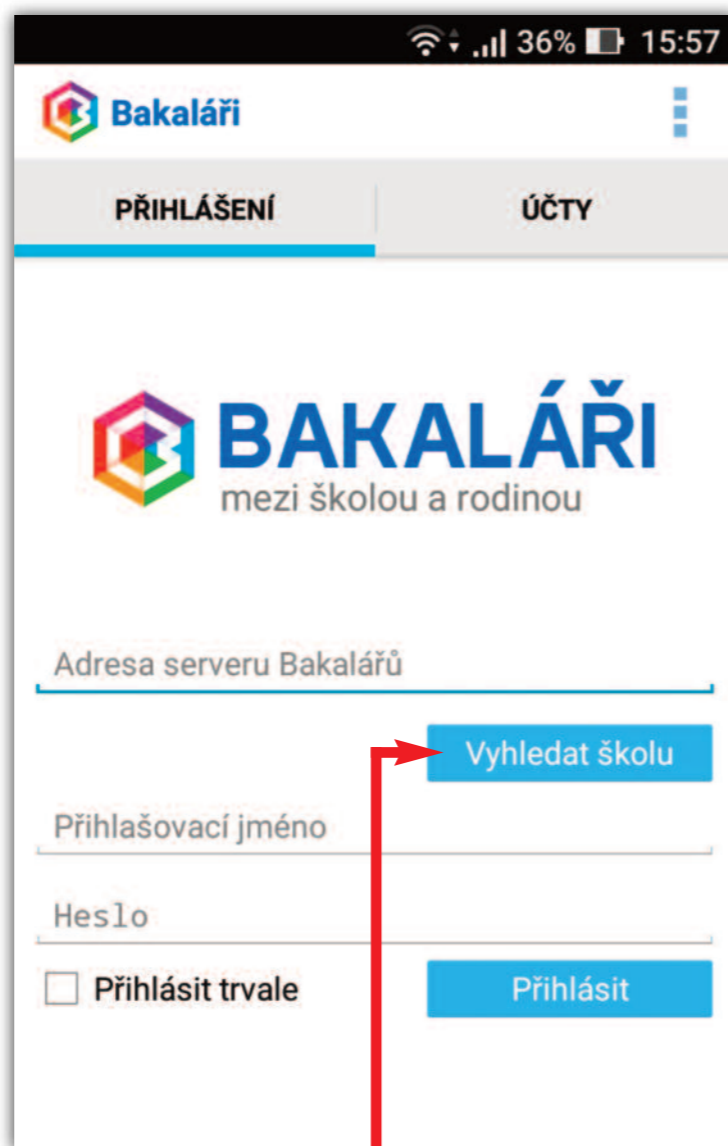 36% 15:57
Bakaláři
PŘIHLÁŠENÍ ÚČTY
BAKALÁŘI
mezi školou a rodinou
Adresa serveru Bakalářů
Vyhledat školu
Přihlašovací jméno
Heslo
Přihlásit trvale Přihlásit